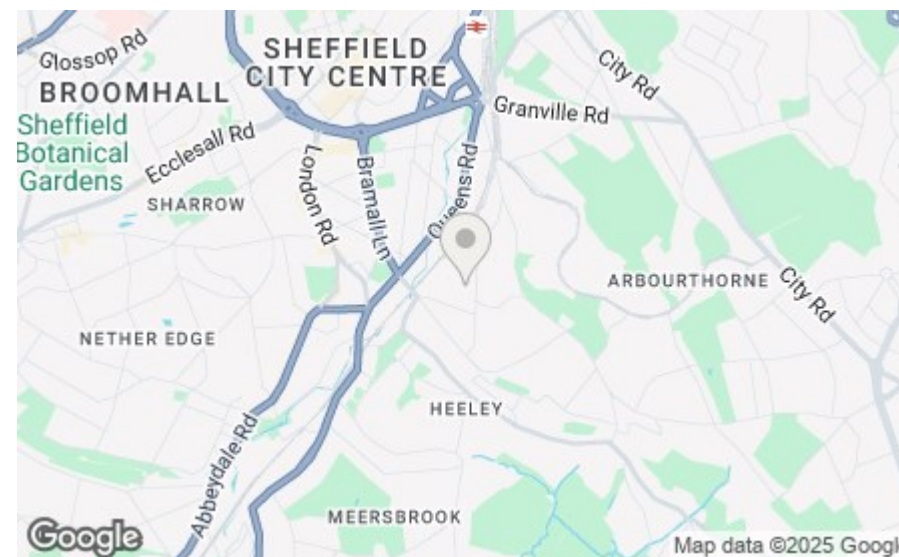 Glossop Rd
SHEFFIELD
CITY CENTRE
City Rd
BROOMHALL
Granville Rd
Sheffield
Botanical
Gardens
Ecclesall Rd
London Rd
Bramall Ln
Queens Rd
SHARROW
ARBOURTHORNE
City Rd
NETHER EDGE
HEELEY
Abbeydale Rd
MEERSBROOK
Google
Map data ©2025 Googl